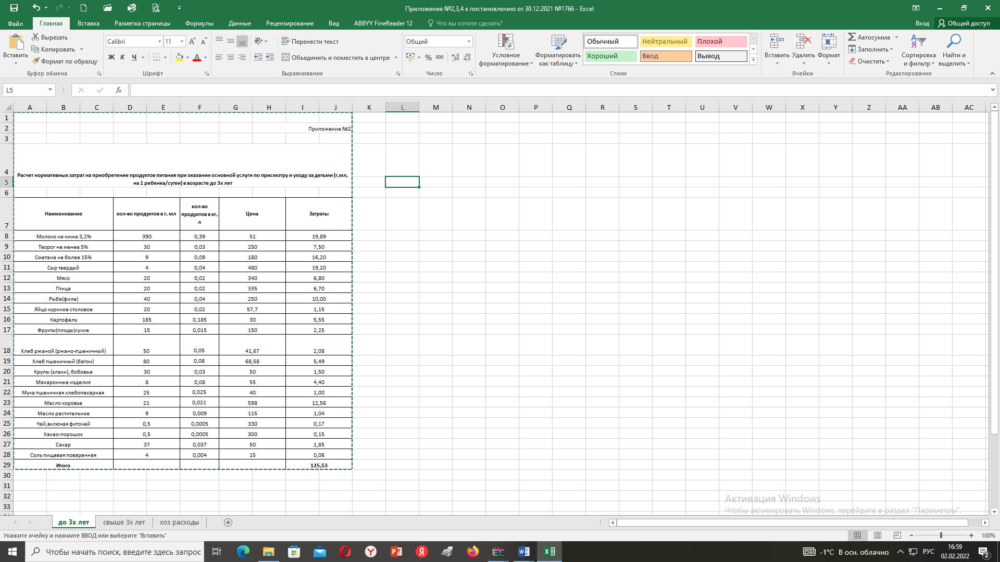 Приложения №2,3,4 к постановлению от 30.12.2021 №1766 - Excel
Файл Главная Вставка Разметка страницы Формулы Данные Рецензирование Вид ABBYY FineReader 12 Что вы хотите сделать? Вход Общий доступ
Вставить
Вырезать
Копировать
Формат по образцу
Буфер обмена
Calibri 11
Ж К Ч
Шрифт
Перенести текст
Объединить и поместить в центре
Выравнивание
Общий
% 000
Число
Условное форматирование
Форматировать как таблицу
Обычный Нейтральный Плохой
Хороший Ввод Вывод
Стили
Вставить Удалить Формат
Ячейки
Автосумма
Заполнить
Очистить
Сортировка и фильтр
Найти и выделить
Редактирование
L5 fx
A B C D E F G H I J K L M N O P Q R S T U V W X Y Z AA AB AC
1
2 Приложение №2
3
4 Расчет нормативных затрат на приобретение продуктов питания при оказании основной услуги по присмотру и уходу за детьми (г,мл,
5 на 1 ребенка/сутки) в возрасте до 3х лет
6
7 Наименование кол-во продуктов в г, мл кол-во продуктов в кг, л Цена Затраты
8 Молоко не ниже 3,2% 390 0,39 51 19,89
9 Творог не менее 5% 30 0,03 250 7,50
10 Сметана не более 15% 9 0,09 180 16,20
11 Сыр твердый 4 0,04 480 19,20
12 Мясо 20 0,02 340 6,80
13 Птица 20 0,02 335 6,70
14 Рыба(филе) 40 0,04 250 10,00
15 Яйцо куриное столовое 20 0,02 57,7 1,15
16 Картофель 185 0,185 30 5,55
17 Фрукты(плоды)сухие 15 0,015 150 2,25
18 Хлеб ржаной (ржано-пшеничный) 50 0,05 41,67 2,08
19 Хлеб пшеничный (батон) 80 0,08 68,58 5,49
20 Крупы (злаки), бобовые 30 0,03 50 1,50
21 Макаронные изделия 8 0,08 55 4,40
22 Мука пшеничная хлебопекарная 25 0,025 40 1,00
23 Масло коровье 21 0,021 598 12,56
24 Масло растительное 9 0,009 115 1,04
25 Чай,включая фиточай 0,5 0,0005 330 0,17
26 Какао-порошок 0,5 0,0005 300 0,15
27 Сахар 37 0,037 50 1,85
28 Соль пищевая поваренная 4 0,004 15 0,06
29 Итого 125,53
30
31
32
33
Активация Windows
Чтобы активировать Windows, перейдите в раздел "Параметры".
до 3х лет свыше 3х лет хоз расходы
Укажите ячейку и нажмите ВВОД или выберите "Вставить"
100%
Чтобы начать поиск, введите здесь запрос
-1°C В осн. облачно РУС 16:59
02.02.2022
2